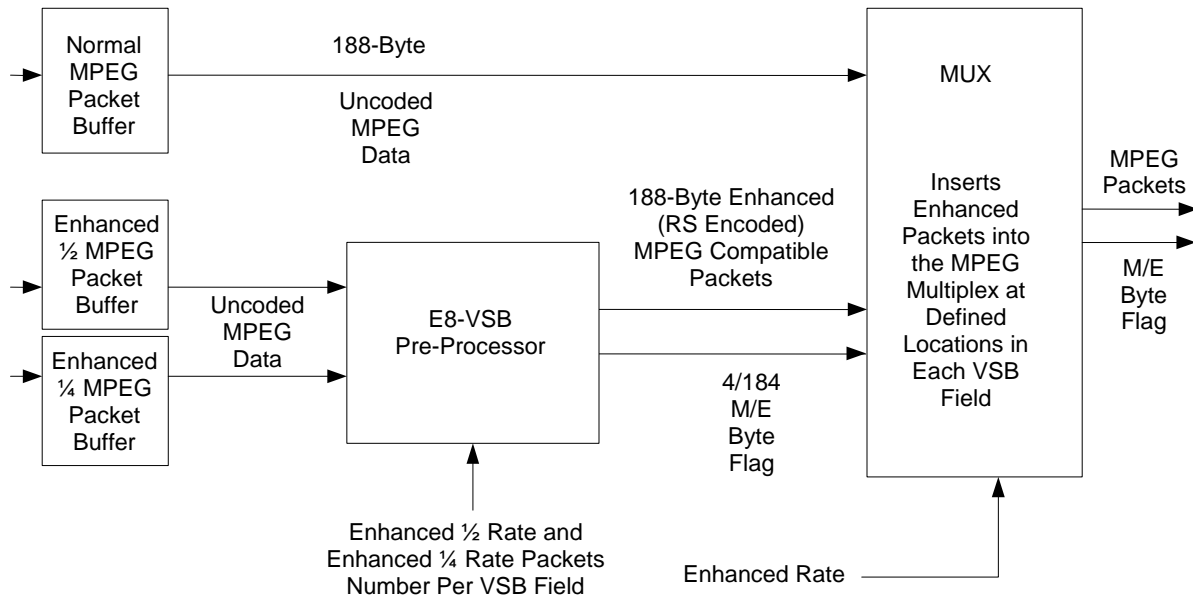 Normal
MPEG
Packet
Buffer
188-Byte
Uncoded
MPEG
Data
Enhanced
½ MPEG
Packet
Buffer
Enhanced
¼ MPEG
Packet
Buffer
Uncoded
MPEG
Data
E8-VSB
Pre-Processor
Enhanced ½ Rate and
Enhanced ¼ Rate Packets
Number Per VSB Field
188-Byte Enhanced
(RS Encoded)
MPEG Compatible
Packets
4/184
M/E
Byte
Flag
MUX
Inserts
Enhanced
Packets into
the MPEG
Multiplex at
Defined
Locations in
Each VSB
Field
Enhanced Rate
MPEG
Packets
M/E
Byte
Flag